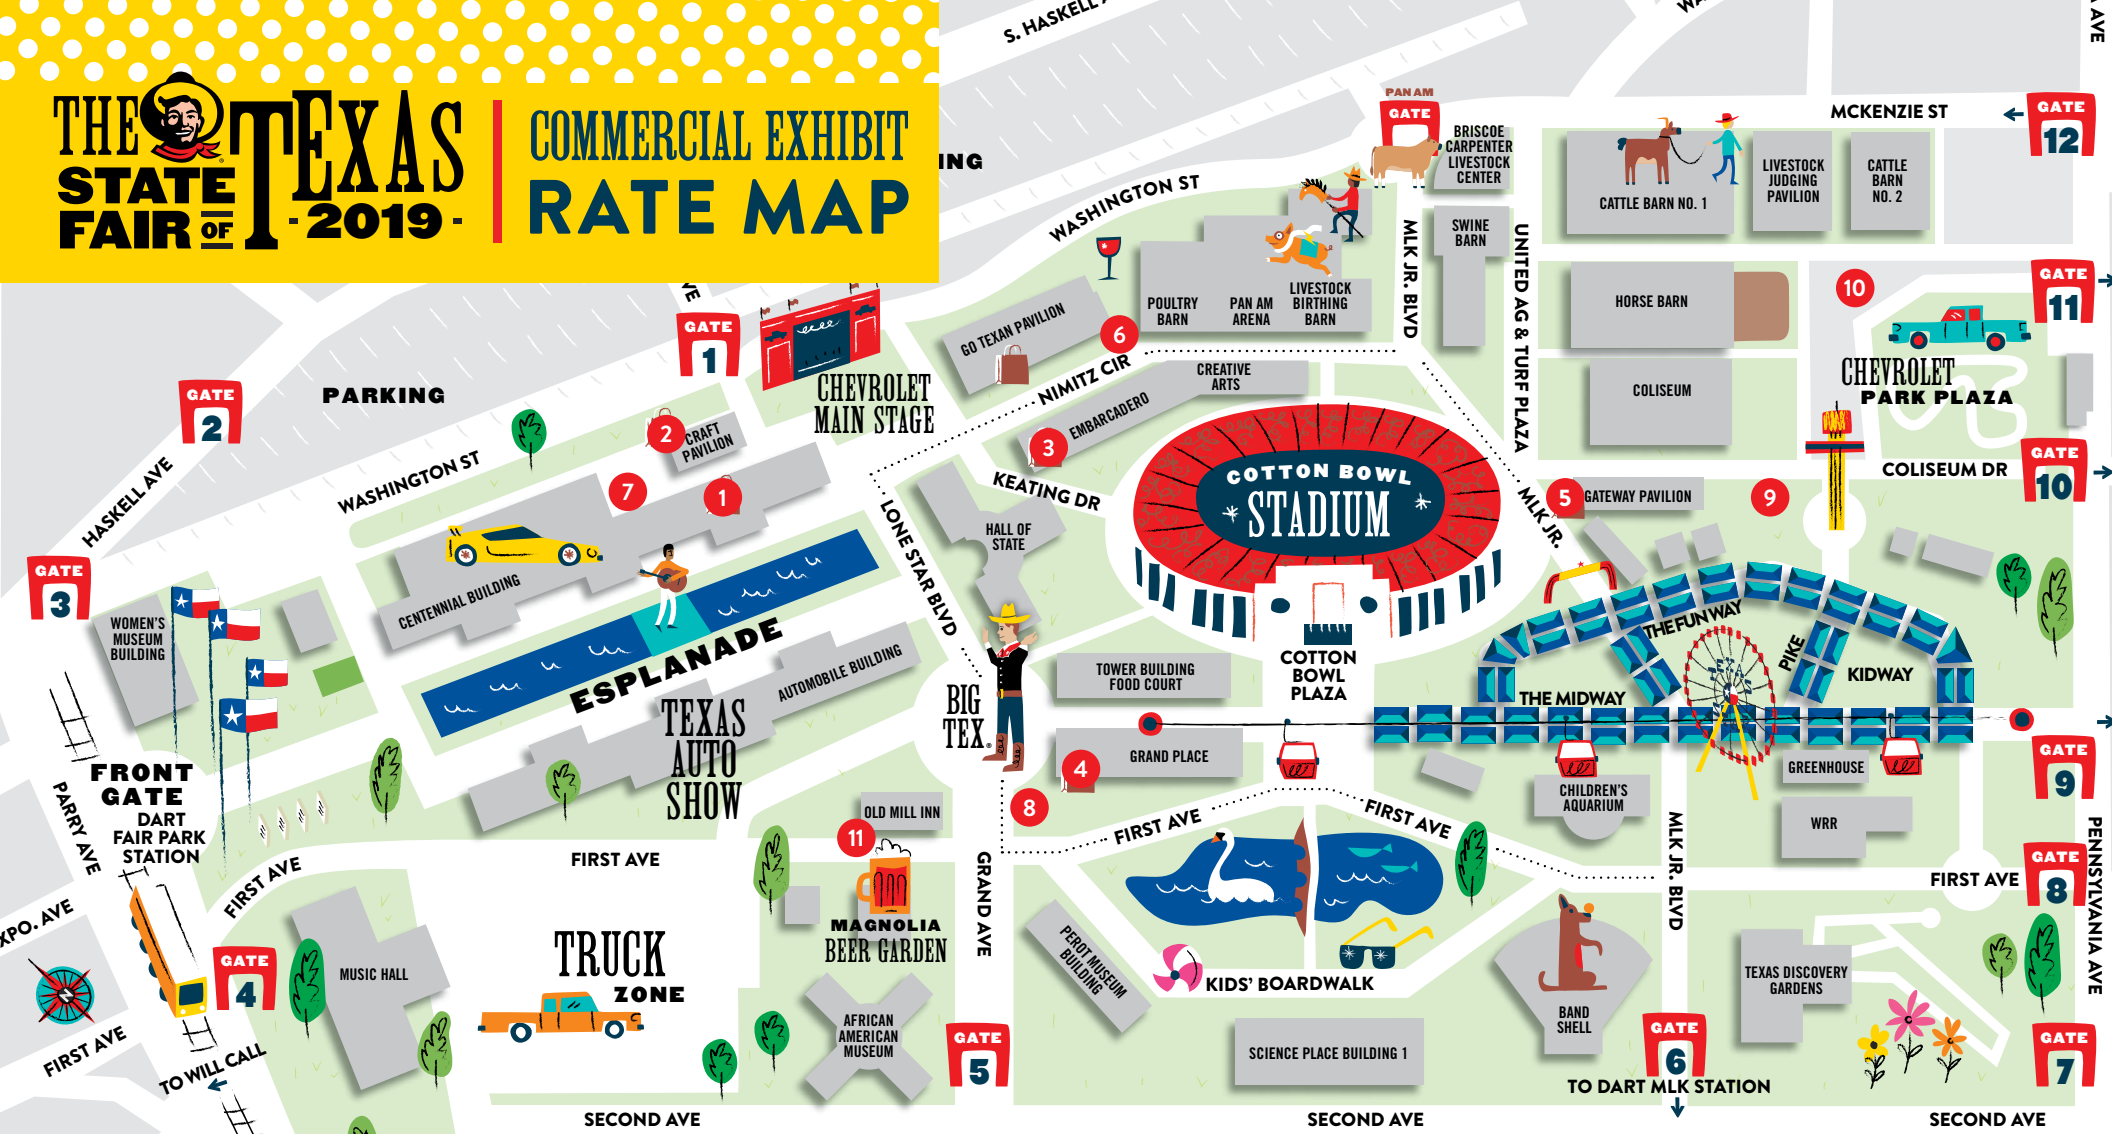 THE
STATE
FAIR OF
TEXAS
- 2019 -
COMMERCIAL EXHIBIT
RATE MAP
S. HASKELL
AVE
PAN AM
GATE
BRISCOE
CARPENTER
LIVESTOCK
CENTER
MCKENZIE ST
GATE
12
CATTLE BARN NO. 1
LIVESTOCK
JUDGING
PAVILION
CATTLE
BARN
NO. 2
WASHINGTON ST
MLK JR. BLVD
SWINE
BARN
UNITED AG & TURF PLAZA
POULTRY
BARN
PAN AM
ARENA
LIVESTOCK
BIRTHING
BARN
HORSE BARN
10
GATE
11
GATE
1
GO TEXAN PAVILION
6
NIMITZ CIR
CREATIVE
ARTS
EMBARCADERO
3
COLISEUM
CHEVROLET
PARK PLAZA
CHEVROLET
MAIN STAGE
PARKING
GATE
2
2
CRAFT
PAVILION
WASHINGTON ST
HASKELL AVE
7
1
KEATING DR
COTTON BOWL
STADIUM
MLK JR.
5
GATEWAY PAVILION
9
COLISEUM DR
GATE
10
GATE
3
LONE STAR BLVD
HALL OF
STATE
CENTENNIAL BUILDING
WOMEN'S
MUSEUM
BUILDING
ESPLANADE
AUTOMOBILE BUILDING
TEXAS
AUTO
SHOW
BIG
TEX®
TOWER BUILDING
FOOD COURT
COTTON
BOWL
PLAZA
THE FUNWAY
PIKE
KIDWAY
THE MIDWAY
GRAND PLACE
4
8
GREENHOUSE
CHILDREN'S
AQUARIUM
WRR
GATE
9
FRONT
GATE
DART
FAIR PARK
STATION
PARRY AVE
FIRST AVE
FIRST AVE
OLD MILL INN
11
MAGNOLIA
BEER GARDEN
GRAND AVE
FIRST AVE
FIRST AVE
MLK JR. BLVD
FIRST AVE
GATE
8
PENNSYLVANIA AVE
GATE
4
MUSIC HALL
TRUCK
ZONE
AFRICAN
AMERICAN
MUSEUM
GATE
5
PEROT MUSEUM
BUILDING
KIDS' BOARDWALK
SCIENCE PLACE BUILDING 1
BAND
SHELL
TEXAS DISCOVERY
GARDENS
GATE
6
TO DART MLK STATION
GATE
7
N
FIRST AVE
TO WILL CALL
SECOND AVE
SECOND AVE
SECOND AVE